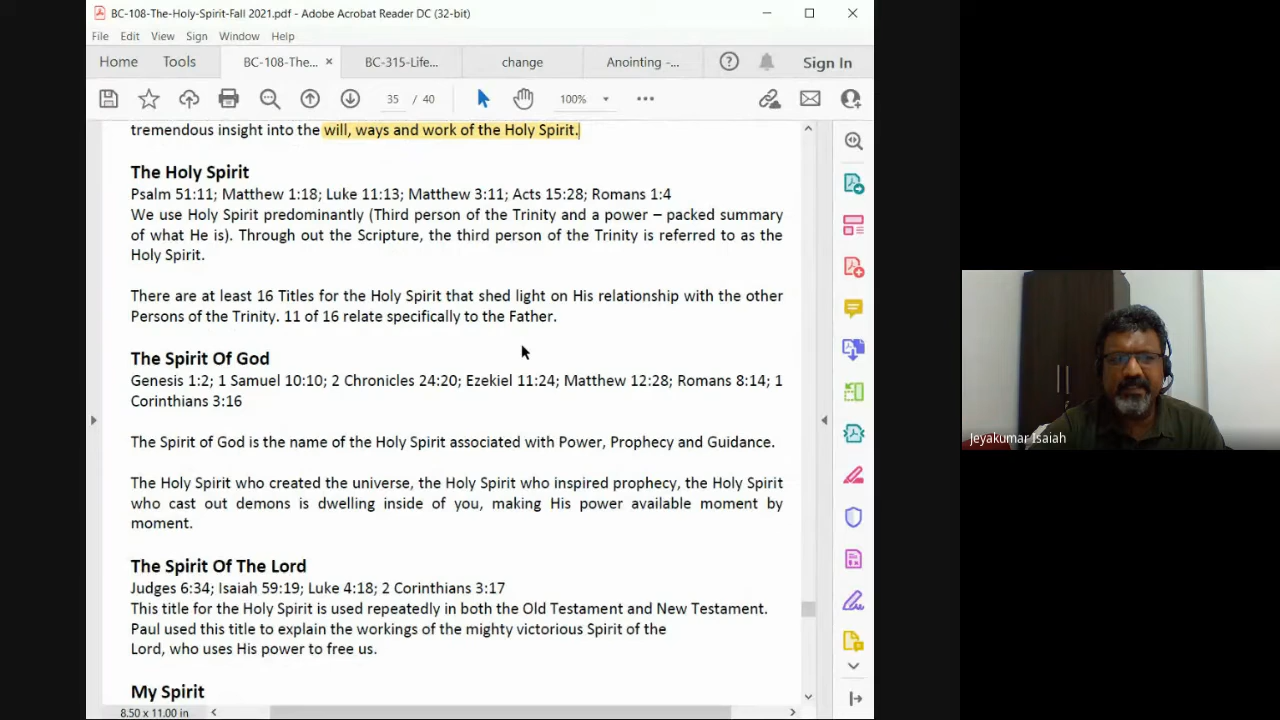 BC-108-The-Holy-Spirit-Fall 2021.pdf - Adobe Acrobat Reader DC (32-bit)
File Edit View Sign Window Help
Home Tools BC-108-The... × BC-315-Life... change Anointing -... Sign In
35 / 40 100%
tremendous insight into the will, ways and work of the Holy Spirit.
The Holy Spirit
Psalm 51:11; Matthew 1:18; Luke 11:13; Matthew 3:11; Acts 15:28; Romans 1:4
We use Holy Spirit predominantly (Third person of the Trinity and a power – packed summary
of what He is). Through out the Scripture, the third person of the Trinity is referred to as the
Holy Spirit.
There are at least 16 Titles for the Holy Spirit that shed light on His relationship with the other
Persons of the Trinity. 11 of 16 relate specifically to the Father.
The Spirit Of God
Genesis 1:2; 1 Samuel 10:10; 2 Chronicles 24:20; Ezekiel 11:24; Matthew 12:28; Romans 8:14; 1
Corinthians 3:16
The Spirit of God is the name of the Holy Spirit associated with Power, Prophecy and Guidance.
The Holy Spirit who created the universe, the Holy Spirit who inspired prophecy, the Holy Spirit
who cast out demons is dwelling inside of you, making His power available moment by
moment.
The Spirit Of The Lord
Judges 6:34; Isaiah 59:19; Luke 4:18; 2 Corinthians 3:17
This title for the Holy Spirit is used repeatedly in both the Old Testament and New Testament.
Paul used this title to explain the workings of the mighty victorious Spirit of the
Lord, who uses His power to free us.
My Spirit
8.50 x 11.00 in
Jeyakumar Isaiah